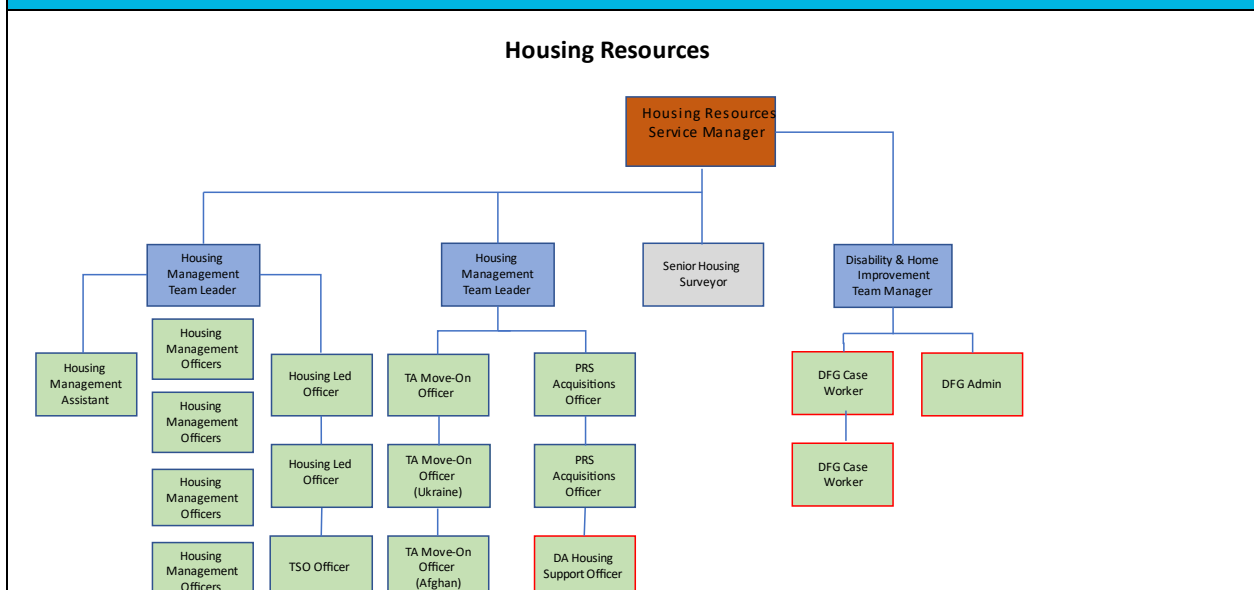 Housing Resources
Housing Resources
Service Manager
Housing
Management
Team Leader
Housing
Management
Team Leader
Senior Housing
Surveyor
Disability & Home
Improvement
Team Manager
Housing
Management
Assistant
Housing
Management
Officers
Housing
Management
Officers
Housing
Management
Officers
Housing
Management
Officers
Housing Led
Officer
Housing Led
Officer
TSO Officer
TA Move-On
Officer
TA Move-On
Officer
(Ukraine)
TA Move-On
Officer
(Afghan)
PRS
Acquisitions
Officer
PRS
Acquisitions
Officer
DA Housing
Support Officer
DFG Case
Worker
DFG Case
Worker
DFG Admin